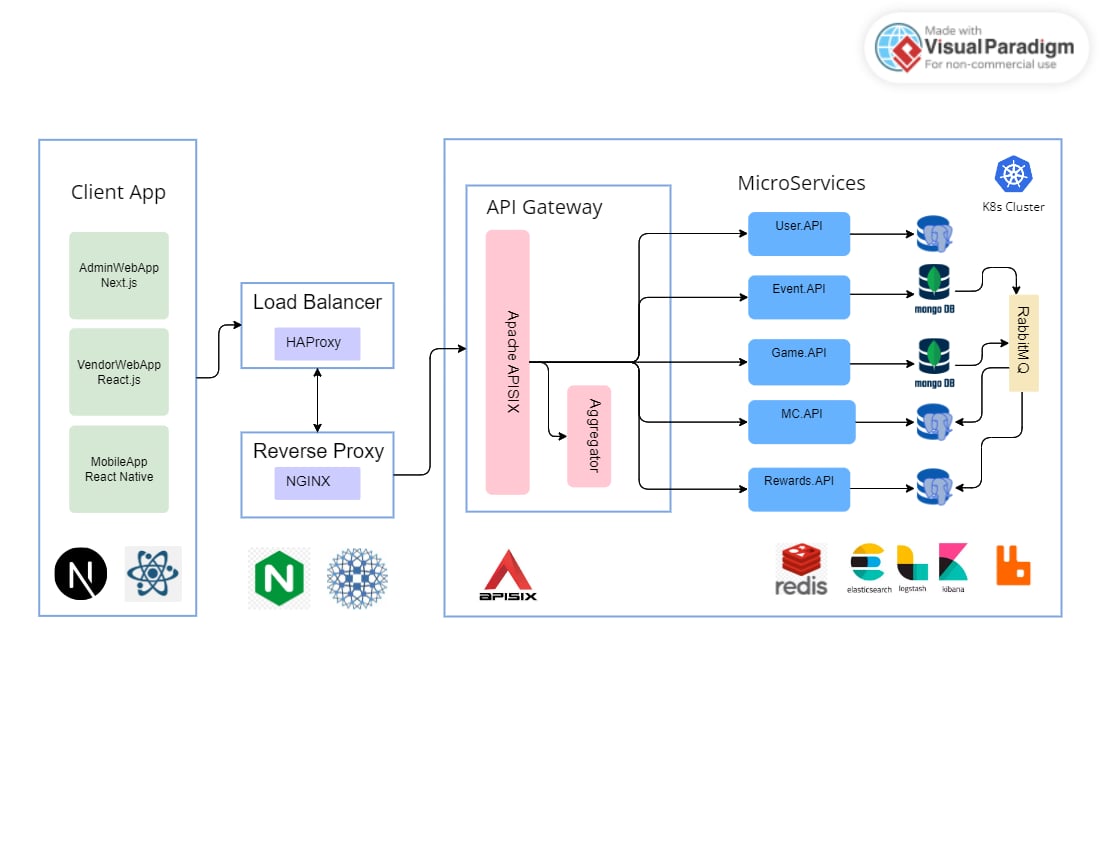 Made with
Visual Paradigm
For non-commercial use
Client App
AdminWebApp
Next.js
VendorWebApp
React.js
MobileApp
React Native
N
Load Balancer
HAProxy
Reverse Proxy
NGINX
N
API Gateway
Apache APISIX
Aggregator
APISIX
MicroServices
K8s Cluster
User.API
Event.API
mongo DB
Game.API
mongo DB
MC.API
Rewards.API
RabbitMQ
redis
elasticsearch
logstash
kibana